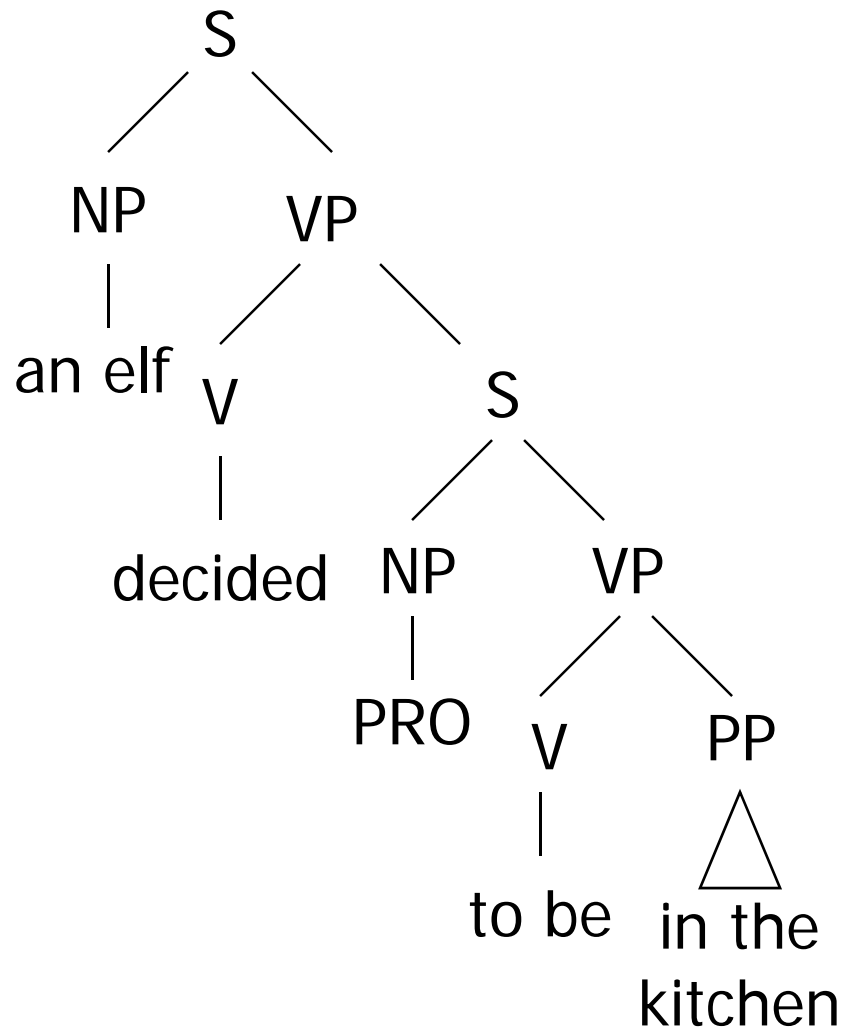 S
NP VP
an elf V S
decided NP VP
PRO V PP
to be in the
kitchen